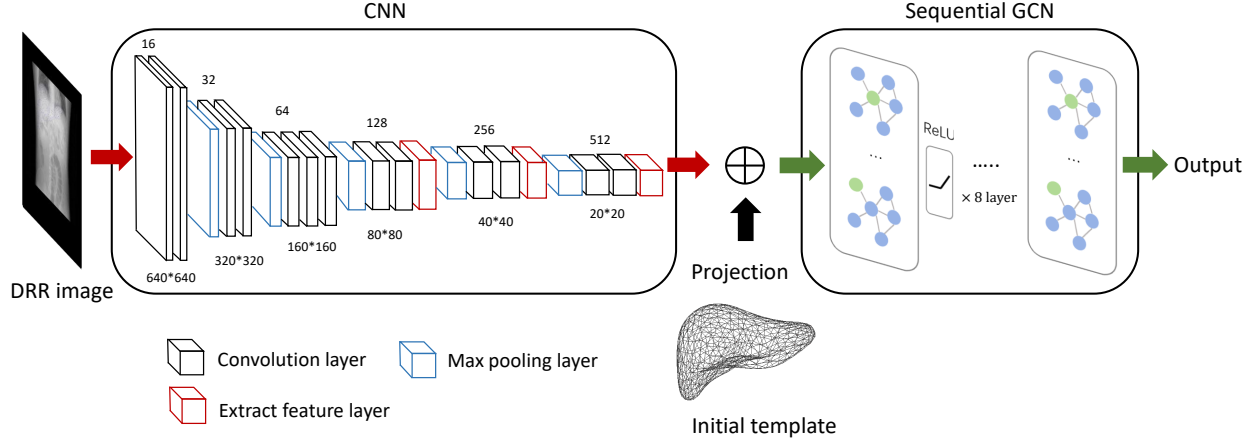 CNN
Sequential GCN
16
32
64
128
256
512
640*640
320*320
160*160
80*80
40*40
20*20
DRR image
Projection
ReLU
...
.....
× 8 layer
...
Output
Convolution layer
Max pooling layer
Extract feature layer
Initial template